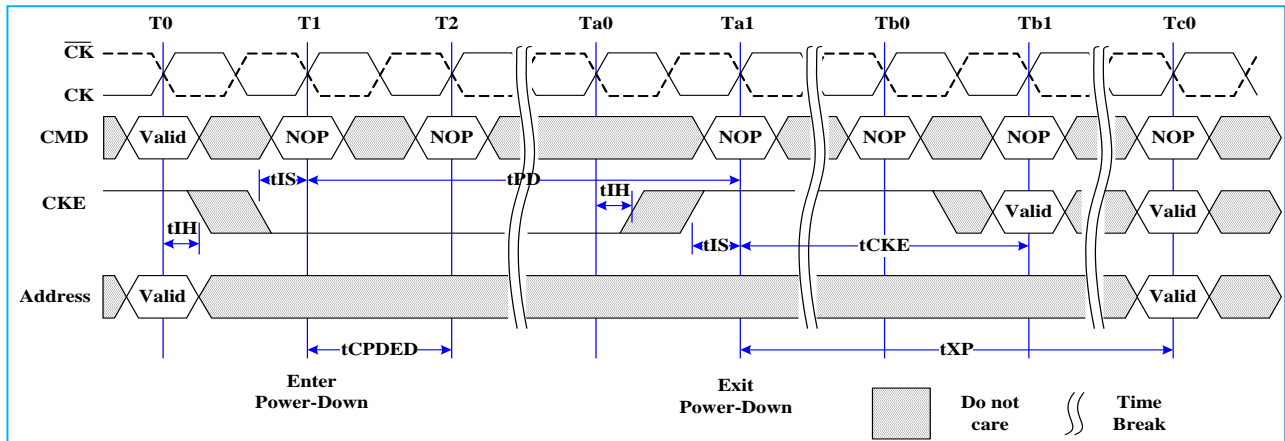 T0 T1 T2 Ta0 Ta1 Tb0 Tb1 Tc0
CK
CK
CMD Valid NOP NOP NOP NOP NOP NOP
tIS tPD tIH
CKE Valid Valid
tIH tIS tCKE
Address Valid Valid
tCPDED tXP
Enter
Power-Down
Exit
Power-Down
Do not
care
Time
Break